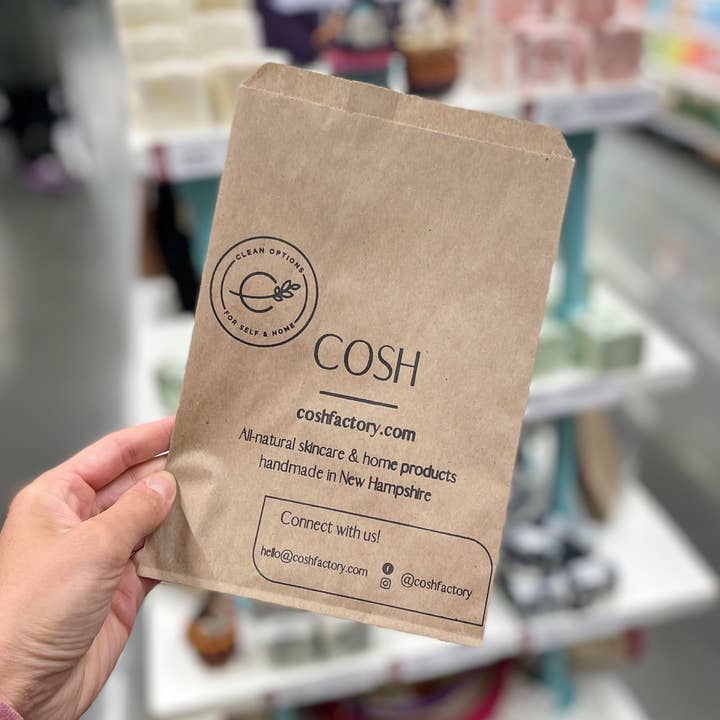 CLEAN OPTIONS
FOR SELF & HOME
COSH
coshfactory.com
All-natural skincare & home products
handmade in New Hampshire
Connect with us!
hello@coshfactory.com
@coshfactory